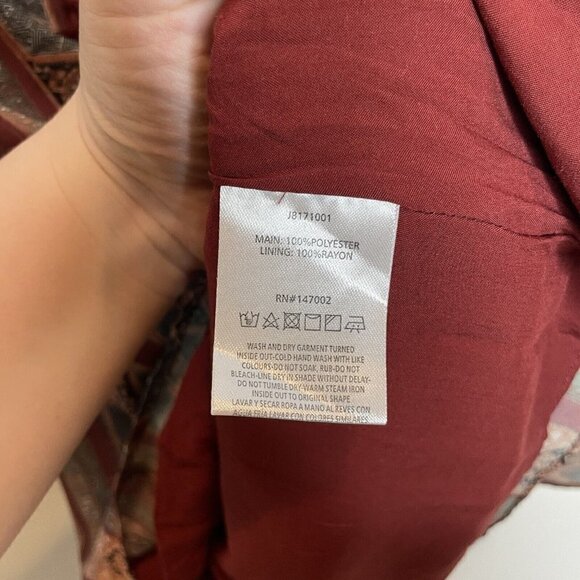 J8171001
MAIN: 100%POLYESTER
LINING: 100%RAYON
RN#147002
WASH AND DRY GARMENT TURNED
INSIDE OUT-COLD HAND WASH WITH LIKE
COLOURS-DO NOT SOAK, RUB-DO NOT
BLEACH-LINE DRY IN SHADE WITHOUT DELAY-
DO NOT TUMBLE DRY-WARM STEAM IRON
INSIDE OUT TO ORIGINAL SHAPE
LAVAR Y SECAR ROPA A MANO AL REVES CON
AGUA FRÍA LAVAR CON COLORES SIMILARES